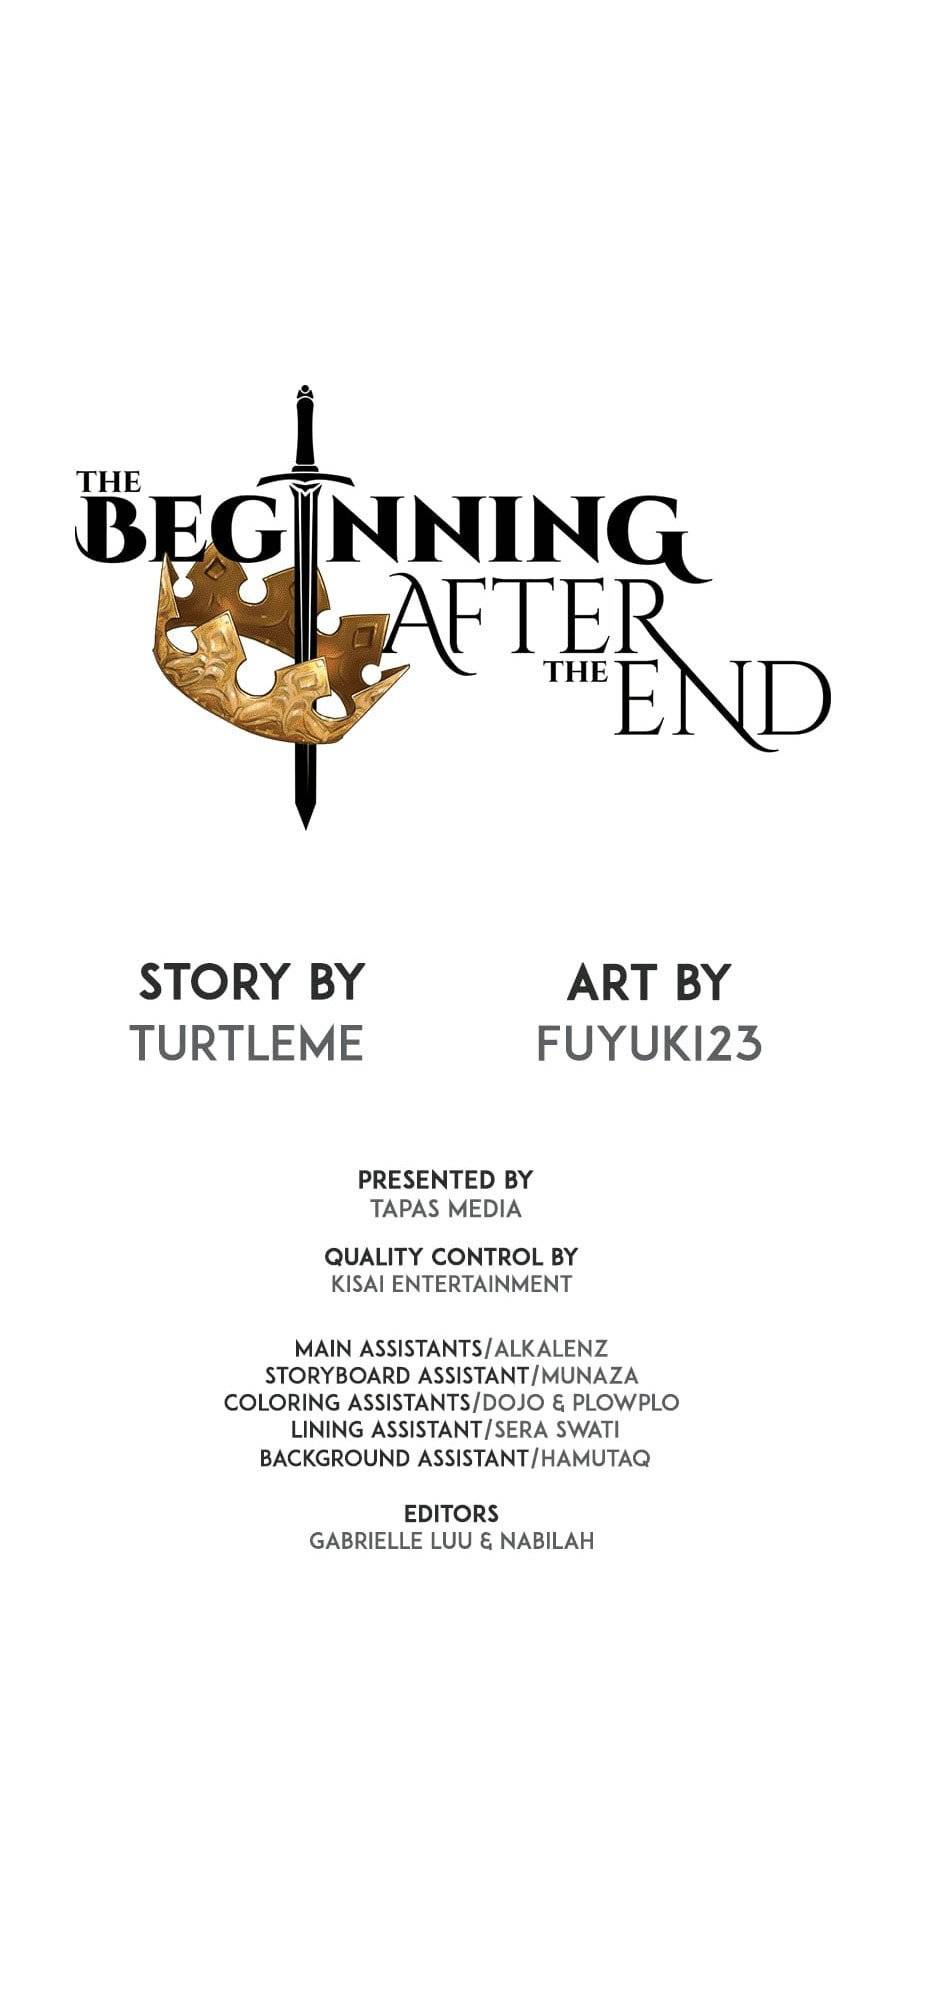 THE
BEGINNING
AFTER
THE END
STORY BY
TURTLEME
ART BY
FUYUKI23
PRESENTED BY
TAPAS MEDIA
QUALITY CONTROL BY
KISAI ENTERTAINMENT
MAIN ASSISTANTS/ALKALENZ
STORYBOARD ASSISTANT/MUNAZA
COLORING ASSISTANTS/DOJO & PLOWPLO
LINING ASSISTANT/SERA SWATI
BACKGROUND ASSISTANT/HAMUTAQ
EDITORS
GABRIELLE LUU & NABILAH